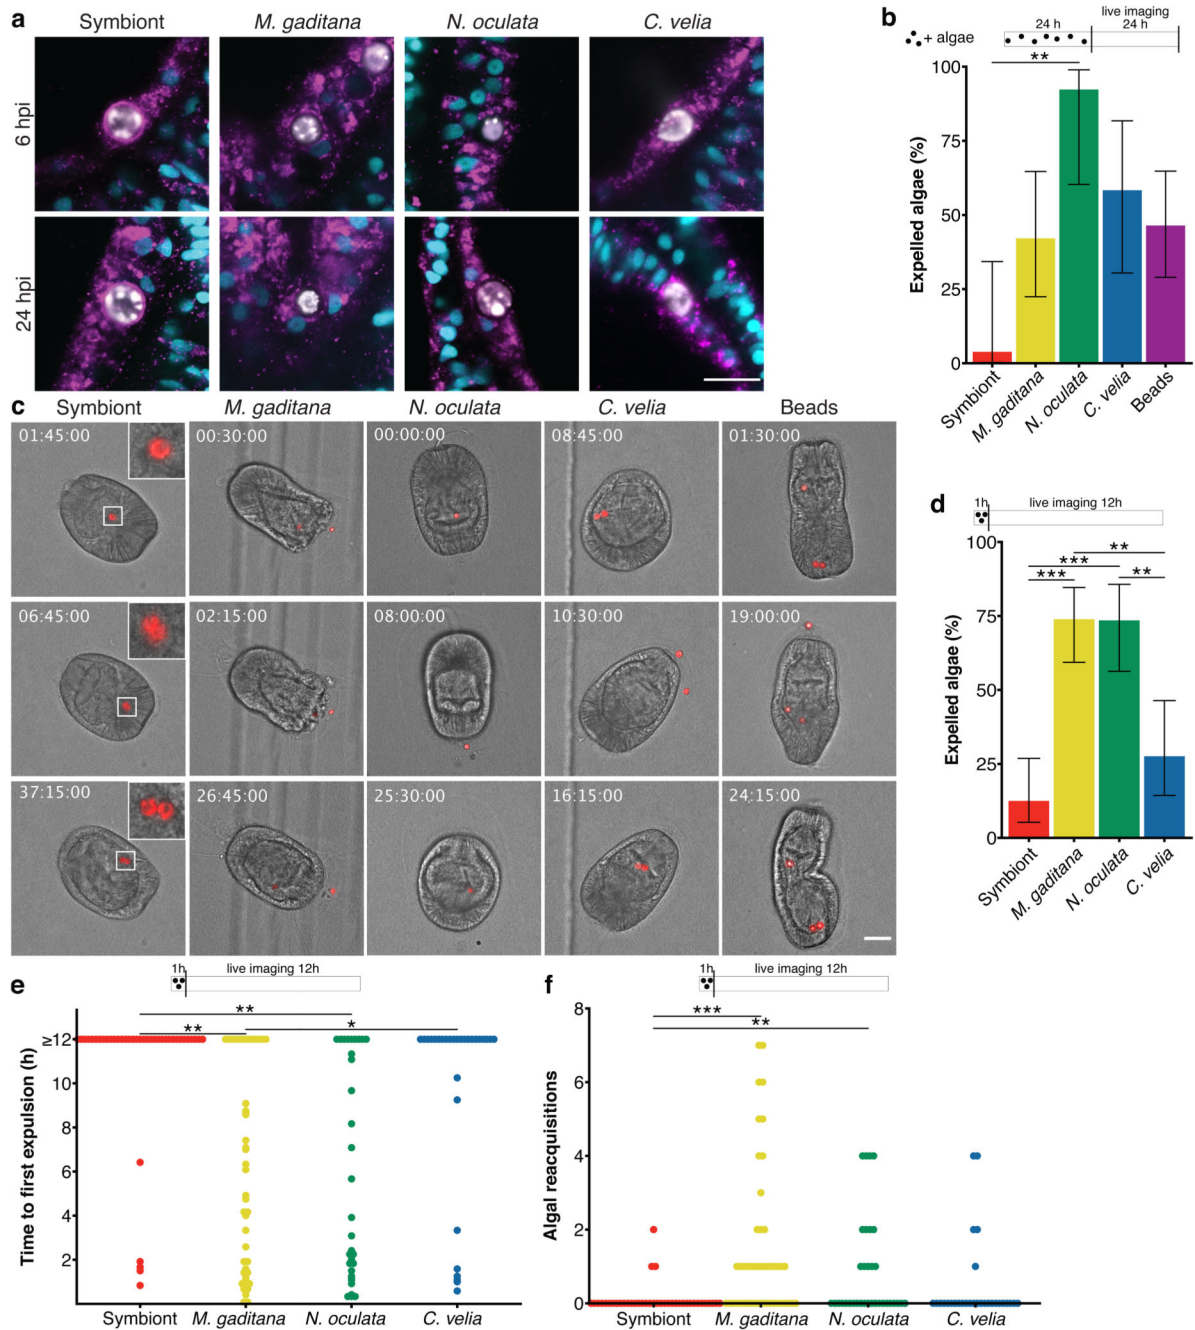 a
Symbiont M. gaditana N. oculata C. velia
6 hpi
24 hpi
b
live imaging
24 h 24 h
+ algae
**
Expelled algae (%)
100
75
50
25
0
Symbiont M. gaditana N. oculata C. velia Beads
c
Symbiont M. gaditana N. oculata C. velia Beads
01:45:00 00:30:00 00:00:00 08:45:00 01:30:00
06:45:00 02:15:00 08:00:00 10:30:00 19:00:00
37:15:00 26:45:00 25:30:00 16:15:00 24:15:00
d
1h live imaging 12h
**
*** **
***
Expelled algae (%)
100
75
50
25
0
Symbiont M. gaditana N. oculata C. velia
e
1h live imaging 12h
**
** *
Time to first expulsion (h)
≥12
10
8
6
4
2
Symbiont M. gaditana N. oculata C. velia
f
1h live imaging 12h
***
**
Algal reacquisitions
8
6
4
2
0
Symbiont M. gaditana N. oculata C. velia